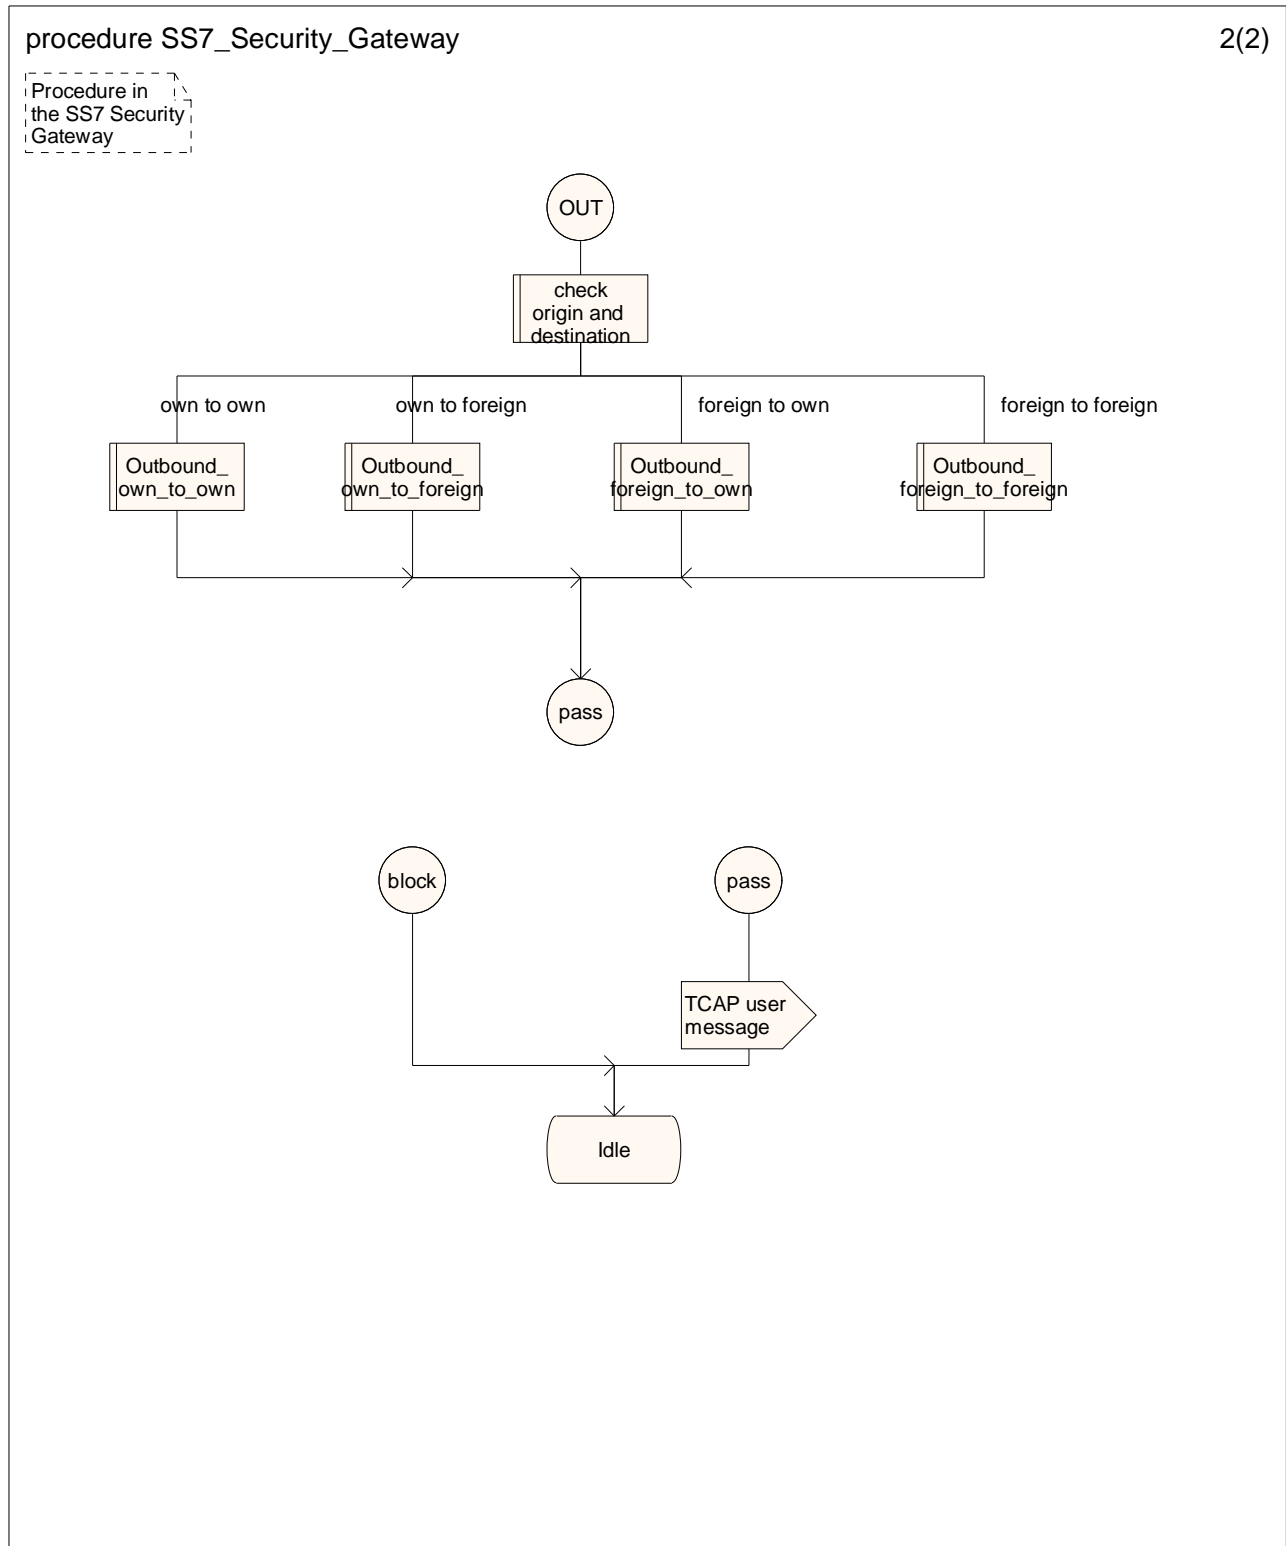 procedure SS7_Security_Gateway
2(2)
Procedure in
the SS7 Security
Gateway
OUT
check
origin and
destination
own to own
own to foreign
foreign to own
foreign to foreign
Outbound_
own_to_own
Outbound_
own_to_foreign
Outbound_
foreign_to_own
Outbound_
foreign_to_foreign
pass
block
pass
TCAP user
message
Idle